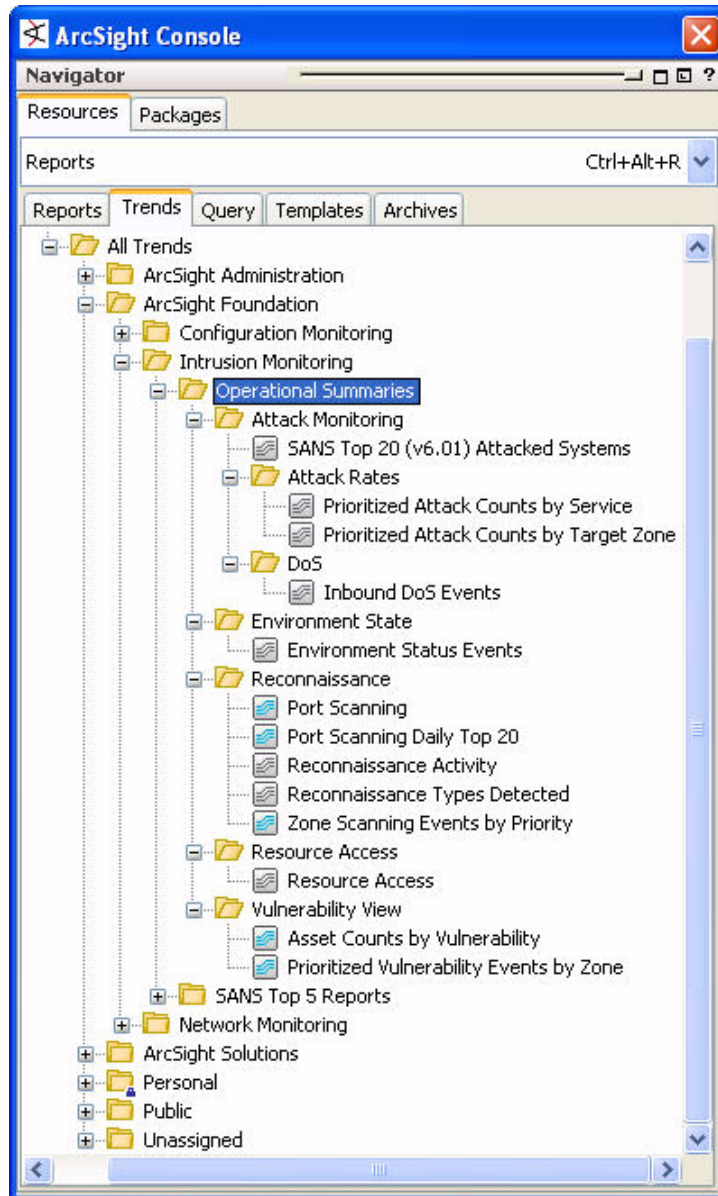 ArcSight Console
Navigator
?
Resources Packages
Reports Ctrl+Alt+R
Reports Trends Query Templates Archives
All Trends
ArcSight Administration
ArcSight Foundation
Configuration Monitoring
Intrusion Monitoring
Operational Summaries
Attack Monitoring
SANS Top 20 (v6.01) Attacked Systems
Attack Rates
Prioritized Attack Counts by Service
Prioritized Attack Counts by Target Zone
DoS
Inbound DoS Events
Environment State
Environment Status Events
Reconnaissance
Port Scanning
Port Scanning Daily Top 20
Reconnaissance Activity
Reconnaissance Types Detected
Zone Scanning Events by Priority
Resource Access
Resource Access
Vulnerability View
Asset Counts by Vulnerability
Prioritized Vulnerability Events by Zone
SANS Top 5 Reports
Network Monitoring
ArcSight Solutions
Personal
Public
Unassigned